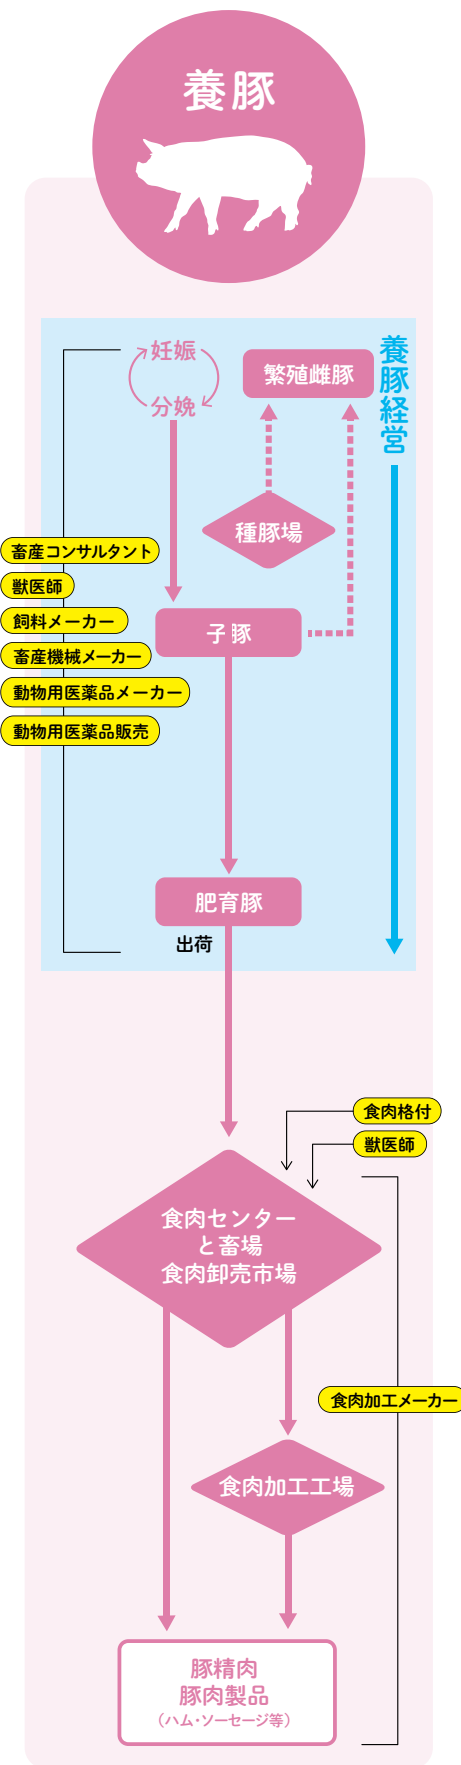 養豚
妊娠
分娩
繁殖雌豚
養豚経営
種豚場
畜産コンサルタント
獣医師
飼料メーカー
畜産機械メーカー
動物用医薬品メーカー
動物用医薬品販売
子豚
肥育豚
出荷
食肉格付
獣医師
食肉センター
と畜場
食肉卸売市場
食肉加工メーカー
食肉加工工場
豚精肉
豚肉製品
（ハム・ソーセージ等）